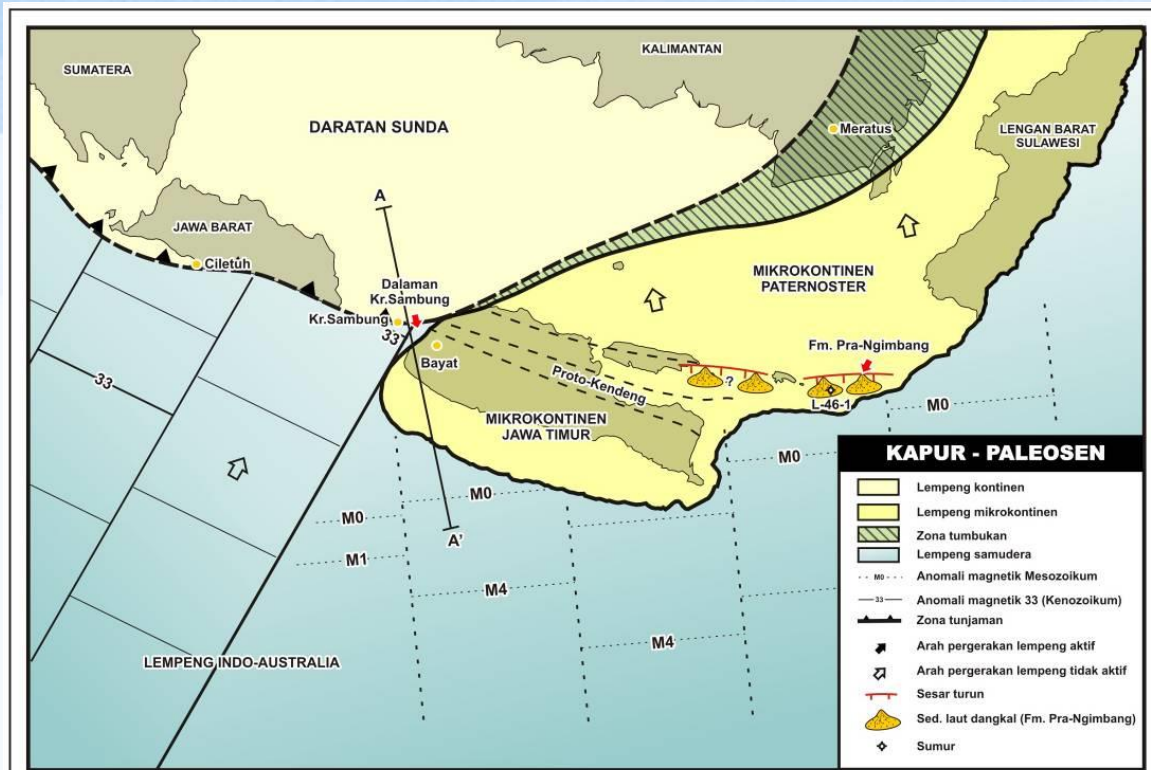 SUMATERA
KALIMANTAN
DARATAN SUNDA
Meratus
LENGAN BARAT
SULAWESI
A
JAWA BARAT
Ciletuh
Dalaman
Kr.Sambung
Kr.Sambung
33
Bayat
MIKROKONTINEN
PATERNOSTER
Fm. Pra-Ngimbang
Proto-Kendeng
?
L-46-1
33
MIKROKONTINEN
JAWA TIMUR
M0
M0
M0
M0
A'
M1
M4
M4
LEMPENG INDO-AUSTRALIA
KAPUR - PALEOSEN
Lempeng kontinen
Lempeng mikrokontinen
Zona tumbukan
Lempeng samudera
M0 Anomali magnetik Mesozoikum
33 Anomali magnetik 33 (Kenozoikum)
Zona tunjaman
Arah pergerakan lempeng aktif
Arah pergerakan lempeng tidak aktif
Sesar turun
Sed. laut dangkal (Fm. Pra-Ngimbang)
Sumur